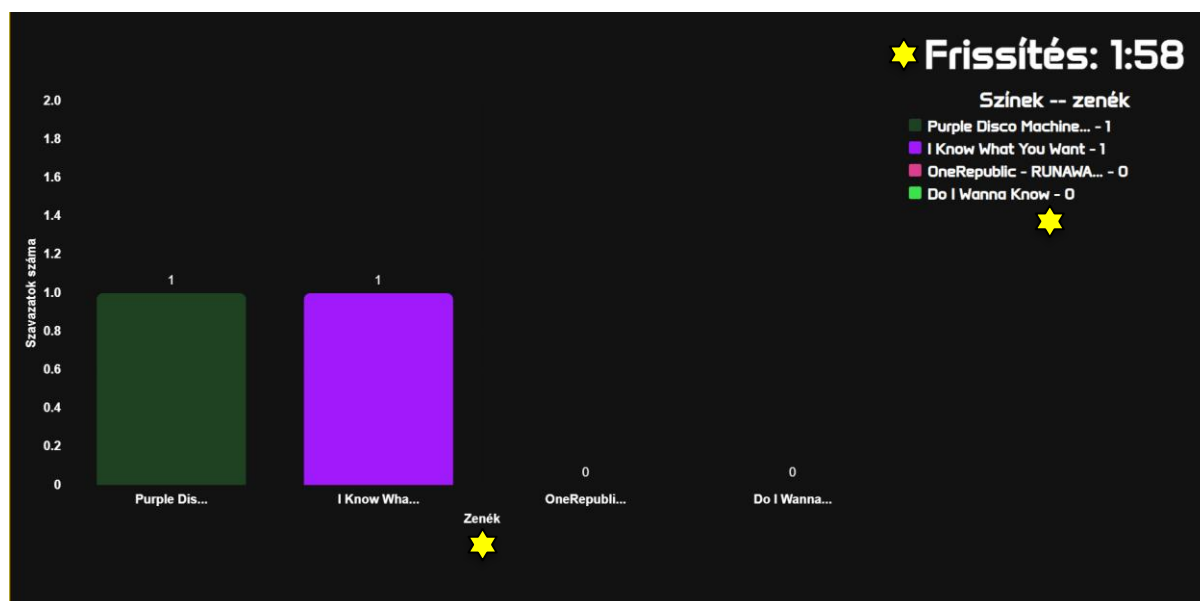 Frissítés: 1:58
Színek -- zenék
Purple Disco Machine... - 1
I Know What You Want - 1
OneRepublic - RUNAWA... - 0
Do I Wanna Know - 0
Szavazatok száma
2.0
1.8
1.6
1.4
1.2
1.0
0.8
0.6
0.4
0.2
0
1
1
0
0
Purple Dis...
I Know Wha...
OneRepubli...
Do I Wanna...
Zenék